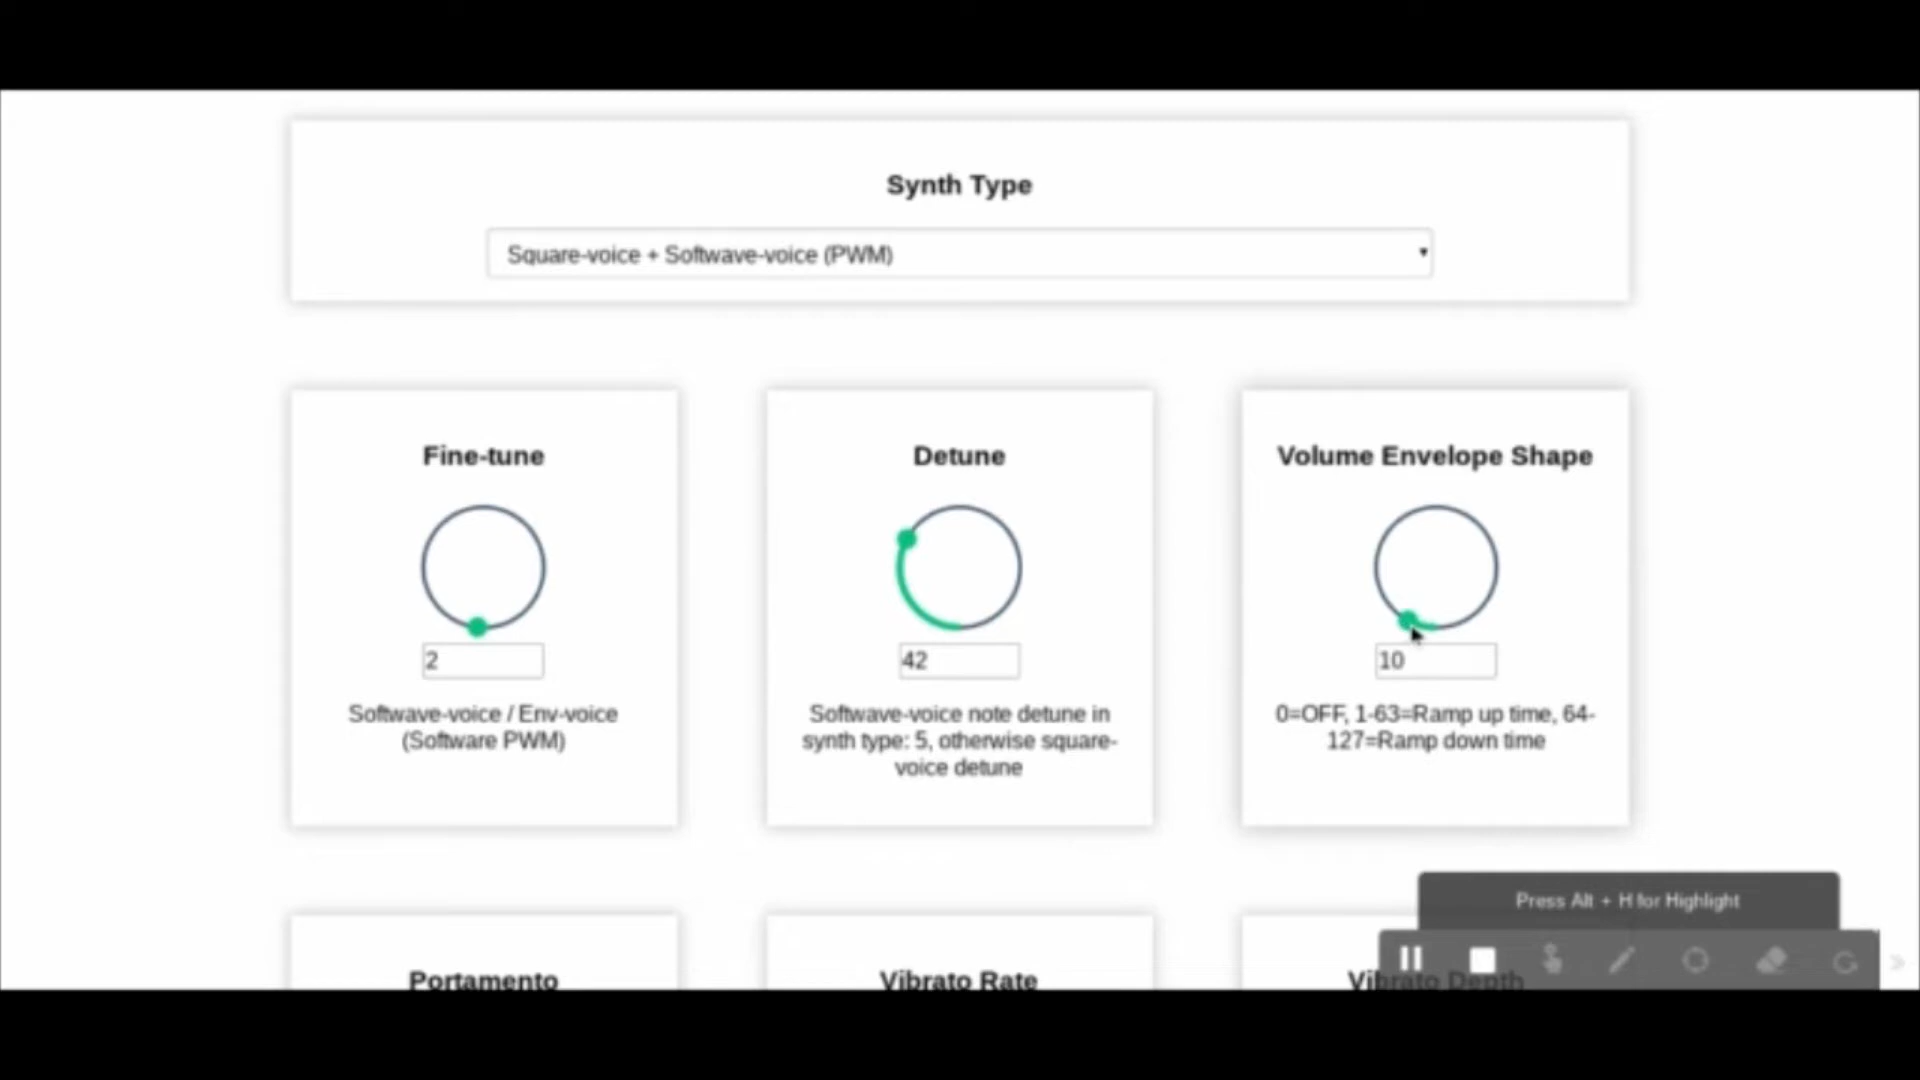 Synth Type
Square-voice + Softwave-voice (PWM)
Fine-tune
2
Softwave-voice / Env-voice
(Software PWM)
Detune
42
Softwave-voice note detune in
synth type: 5, otherwise square-
voice detune
Volume Envelope Shape
10
0=OFF, 1-63=Ramp up time, 64-
127=Ramp down time
Portamento
Vibrato Rate
Vibrato Depth
Press Alt + H for Highlight